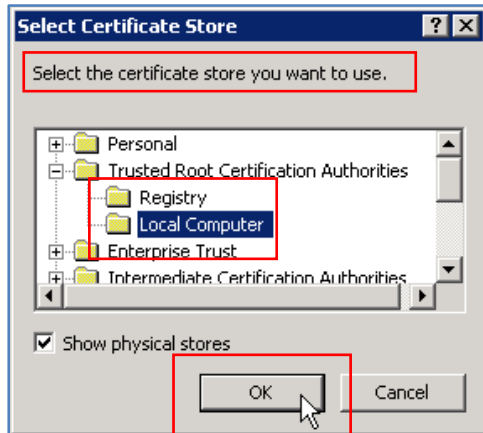 Select Certificate Store
Select the certificate store you want to use.
Personal
Trusted Root Certification Authorities
Registry
Local Computer
Enterprise Trust
Intermediate Certification Authorities
Show physical stores
OK Cancel